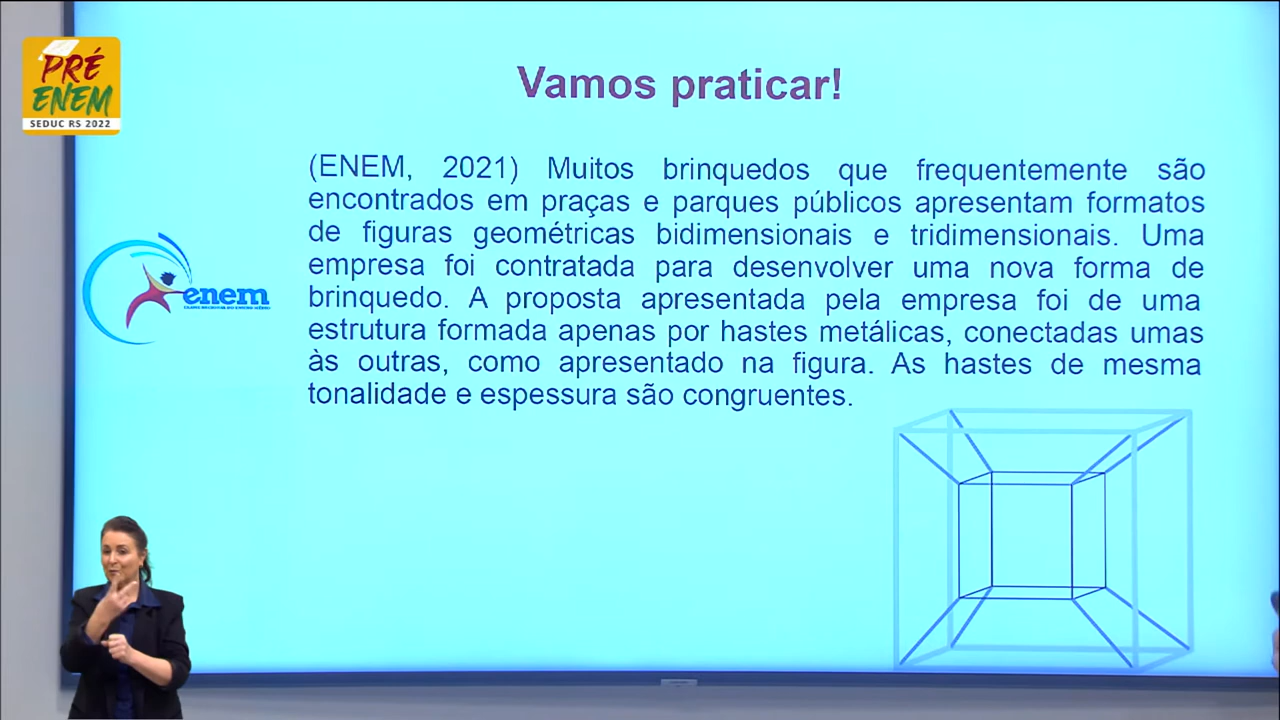 PRÉ
ENEM
SEDUC RS 2022
Vamos praticar!
(ENEM, 2021) Muitos brinquedos que frequentemente são
encontrados em praças e parques públicos apresentam formatos
de figuras geométricas bidimensionais e tridimensionais. Uma
empresa foi contratada para desenvolver uma nova forma de
brinquedo. A proposta apresentada pela empresa foi de uma
estrutura formada apenas por hastes metálicas, conectadas umas
às outras, como apresentado na figura. As hastes de mesma
tonalidade e espessura são congruentes.
enem